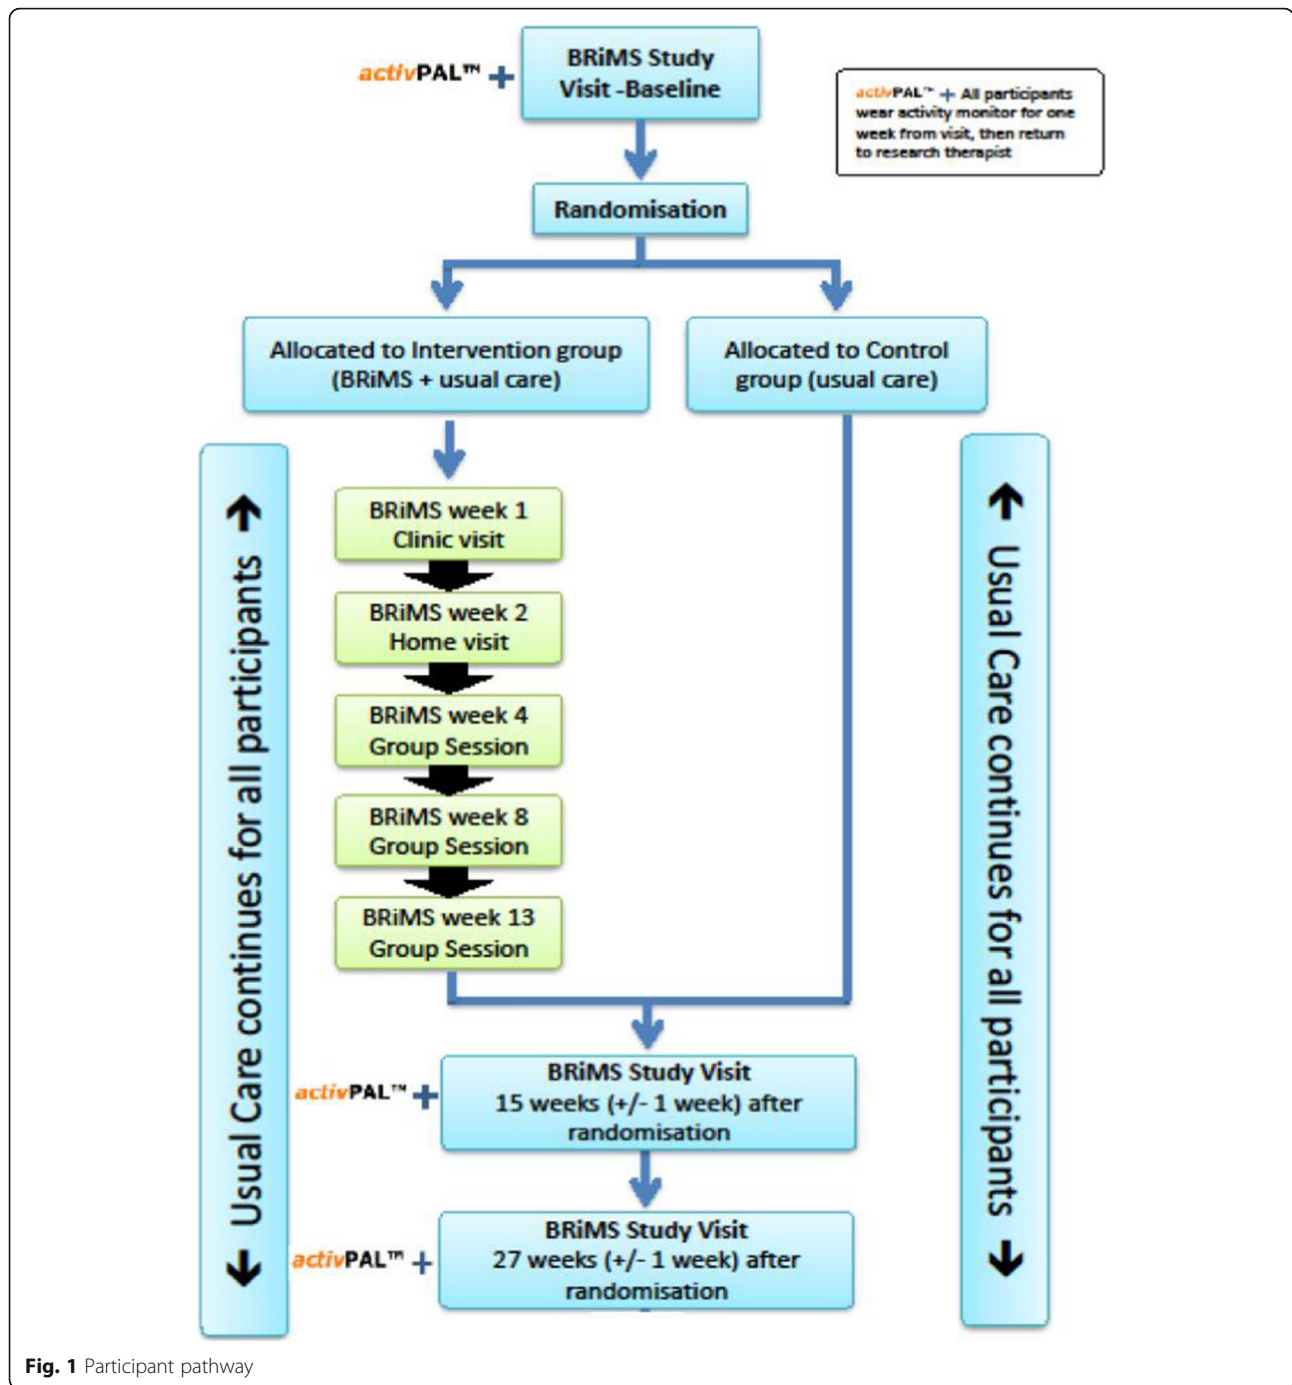 activPAL™ +
BRiMS Study
Visit -Baseline
activPAL™ + All participants
wear activity monitor for one
week from visit, then return
to research therapist
Randomisation
Allocated to Intervention group
(BRiMS + usual care)
Allocated to Control
group (usual care)
Usual Care continues for all participants
BRiMS week 1
Clinic visit
BRiMS week 2
Home visit
BRiMS week 4
Group Session
BRiMS week 8
Group Session
BRiMS week 13
Group Session
Usual Care continues for all participants
activPAL™ +
BRiMS Study Visit
15 weeks (+/- 1 week) after
randomisation
activPAL™ +
BRiMS Study Visit
27 weeks (+/- 1 week) after
randomisation
Fig. 1 Participant pathway